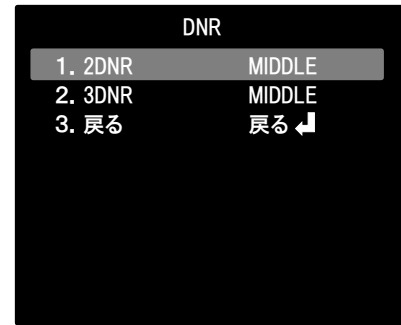 DNR
1. 2DNR MIDDLE
2. 3DNR MIDDLE
3. 戻る 戻る